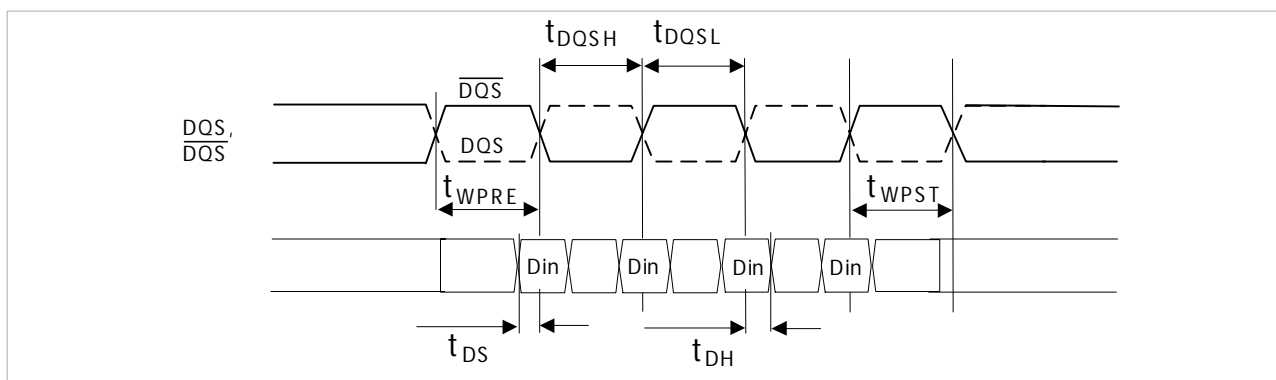 tDQSH tDQSL
DQS
DQS,
DQS
DQS
tWPRE
tWPST
Din Din Din Din
tDS
tDH